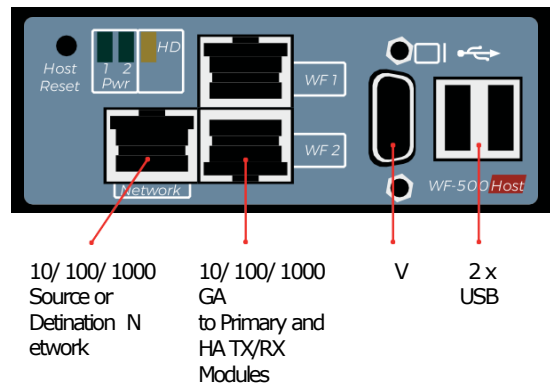 Host
Reset
1 2
Pwr
HD
WF 1
WF 2
Network
WF-500 Host
10/ 100/ 1000
Source or
Detination N
etwork
10/ 100/ 1000
GA
to Primary and
HA TX/RX
Modules
V
2 x
USB